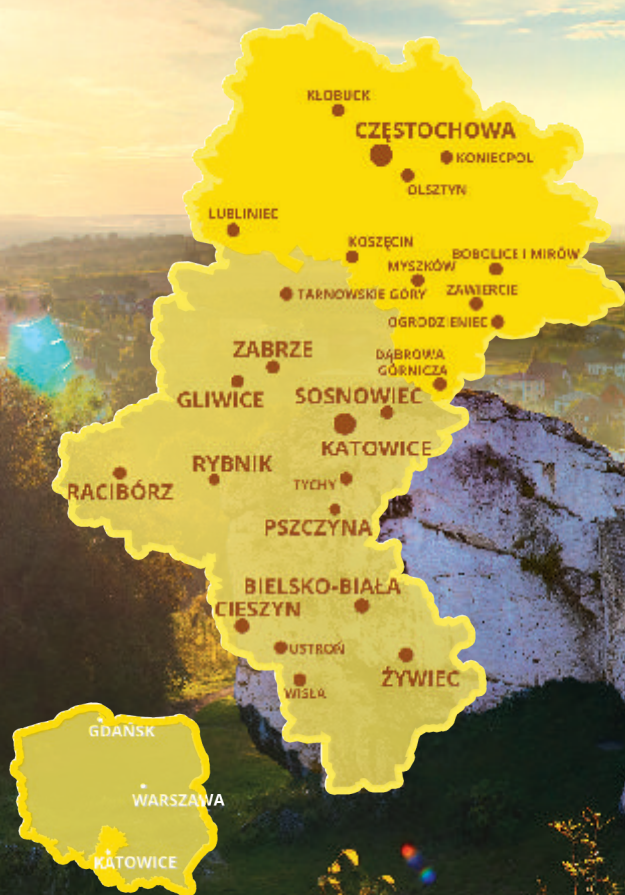 KŁOBUCK
CZĘSTOCHOWA
KONIECPOL
OLSZTYN
LUBLINIEC
KOSZĘCIN
BOBOLICE I MIRÓW
MYSZKÓW
ZAWIERCIE
TARNOWSKIE GÓRY
OGRODZIENIEC
ZABRZE
DĄBROWA
GÓRNICZA
GLIWICE
SOSNOWIEC
KATOWICE
RYBNIK
RACIBÓRZ
TYCHY
PSZCZYNA
BIELSKO-BIAŁA
CIESZYN
USTROŃ
ŻYWIEC
WISŁA
GDAŃSK
WARSZAWA
KATOWICE